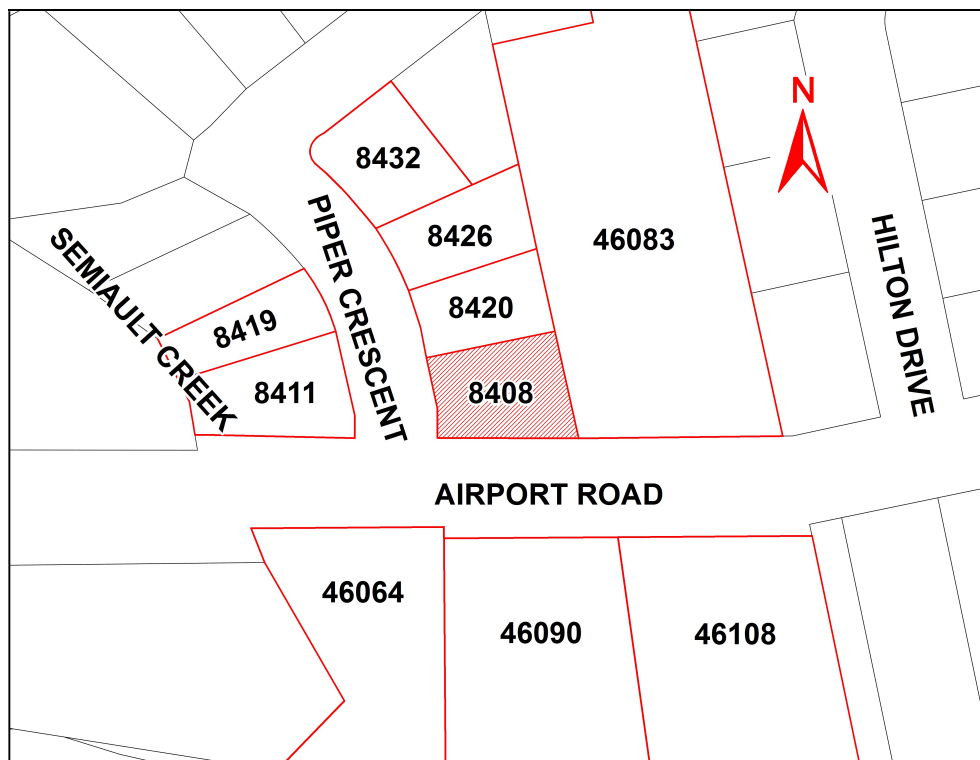 N
8432
PIPER CRESCENT
8426
46083
HILTON DRIVE
SEMIAULT CREEK
8419
8420
8411
8408
AIRPORT ROAD
46064
46090
46108